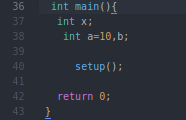 36 int main(){
37 int x;
38 int a=10,b;
39
40 setup();
41
42 return 0;
43 }